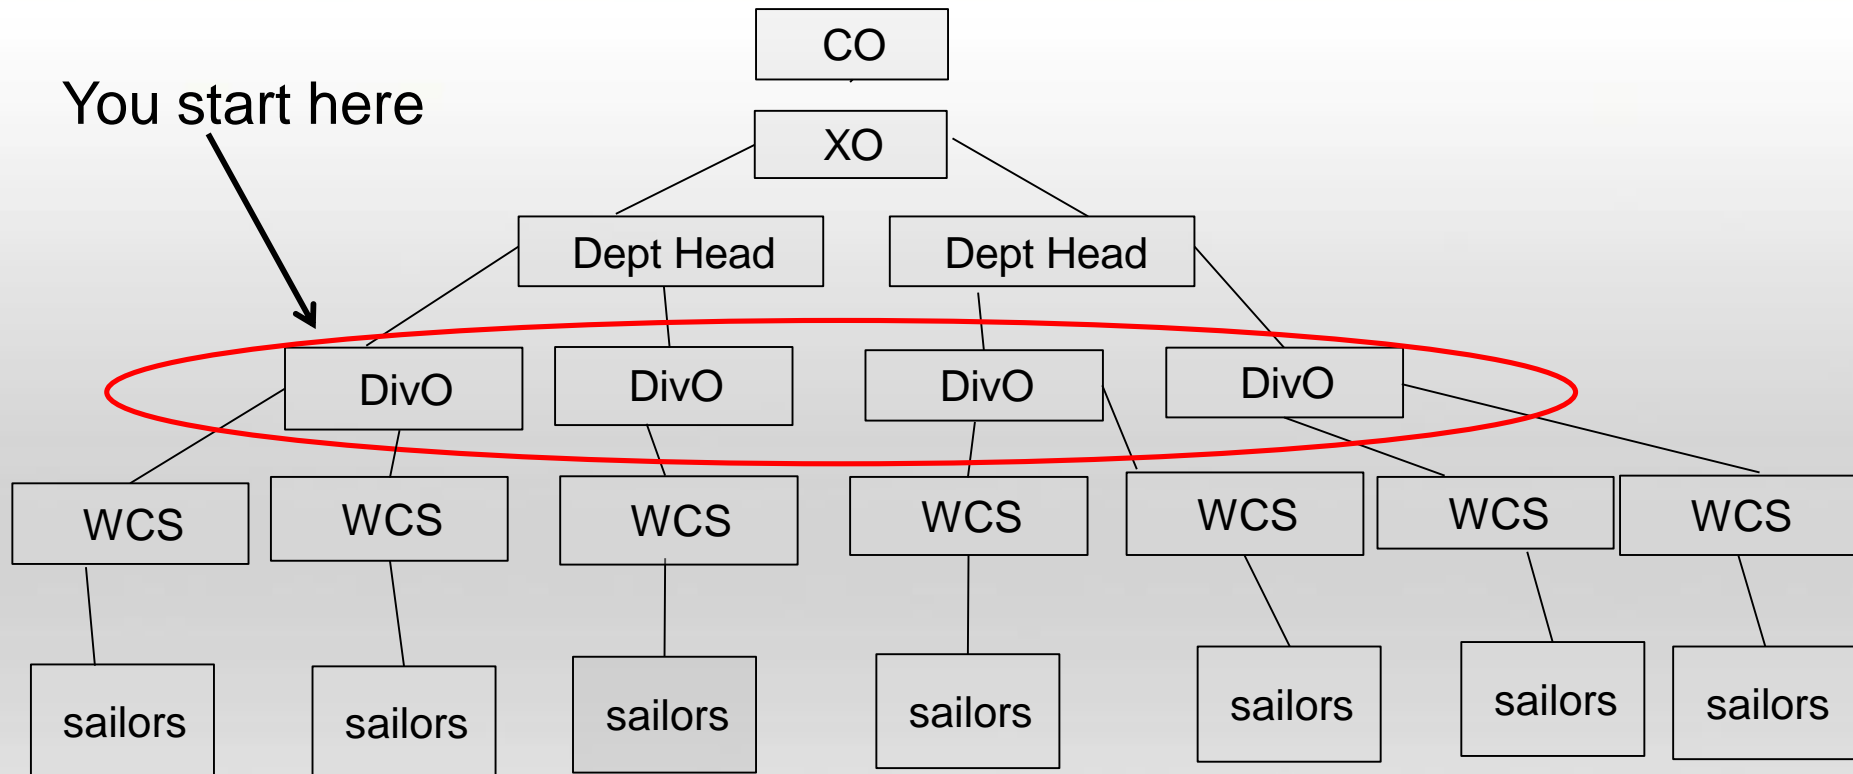 CO
You start here
XO
Dept Head Dept Head
DivO DivO DivO DivO
WCS WCS WCS WCS WCS WCS WCS
sailors sailors sailors sailors sailors sailors sailors